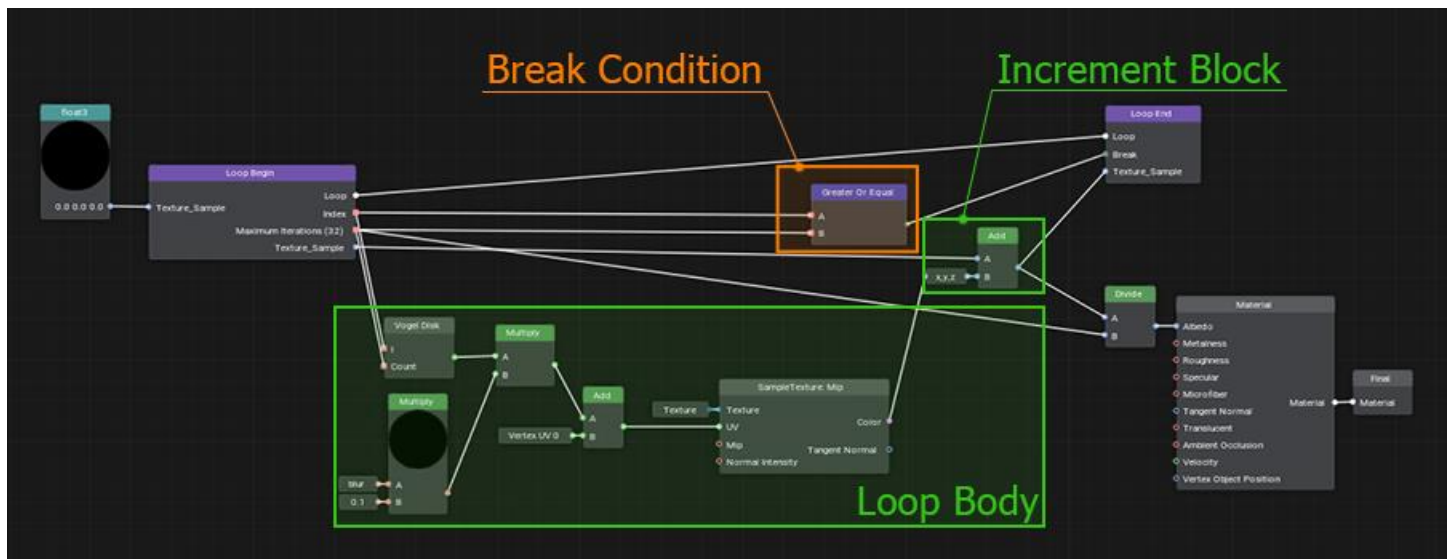 Break Condition
Increment Block
float3
0.0 0.0 0.0
Loop Begin
Texture_Sample
Loop
Index
Maximum Iterations (32)
Texture_Sample
Greater Or Equal
A
B
Loop End
Loop
Break
Texture_Sample
Add
A
x,y,z
B
Divide
A
B
Material
Albedo
Metalness
Roughness
Specular
Microfiber
Tangent Normal
Translucent
Ambient Occlusion
Velocity
Vertex Object Position
Material
Final
Material
Vogel Disk
I
Count
Multiply
A
B
Multiply
blur
A
0.1
B
Add
A
Vertex UV 0
B
SampleTexture: Mip
Texture
Texture
UV
Mip
Normal Intensity
Color
Tangent Normal
Loop Body